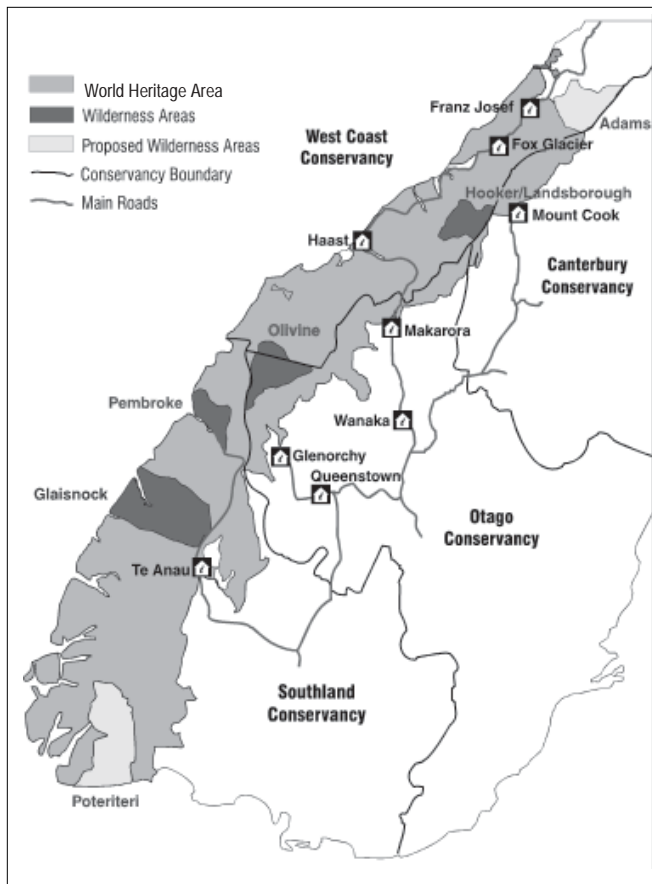 World Heritage Area
Wilderness Areas
Proposed Wilderness Areas
Conservancy Boundary
Main Roads
Franz Josef
Adams
West Coast
Conservancy
Fox Glacier
Hooker/Landsborough
Mount Cook
Haast
Canterbury
Conservancy
Olivine
Makarora
Pembroke
Wanaka
Glenorchy
Queenstown
Glaisnock
Otago
Conservancy
Te Anau
Southland
Conservancy
Poteriteri